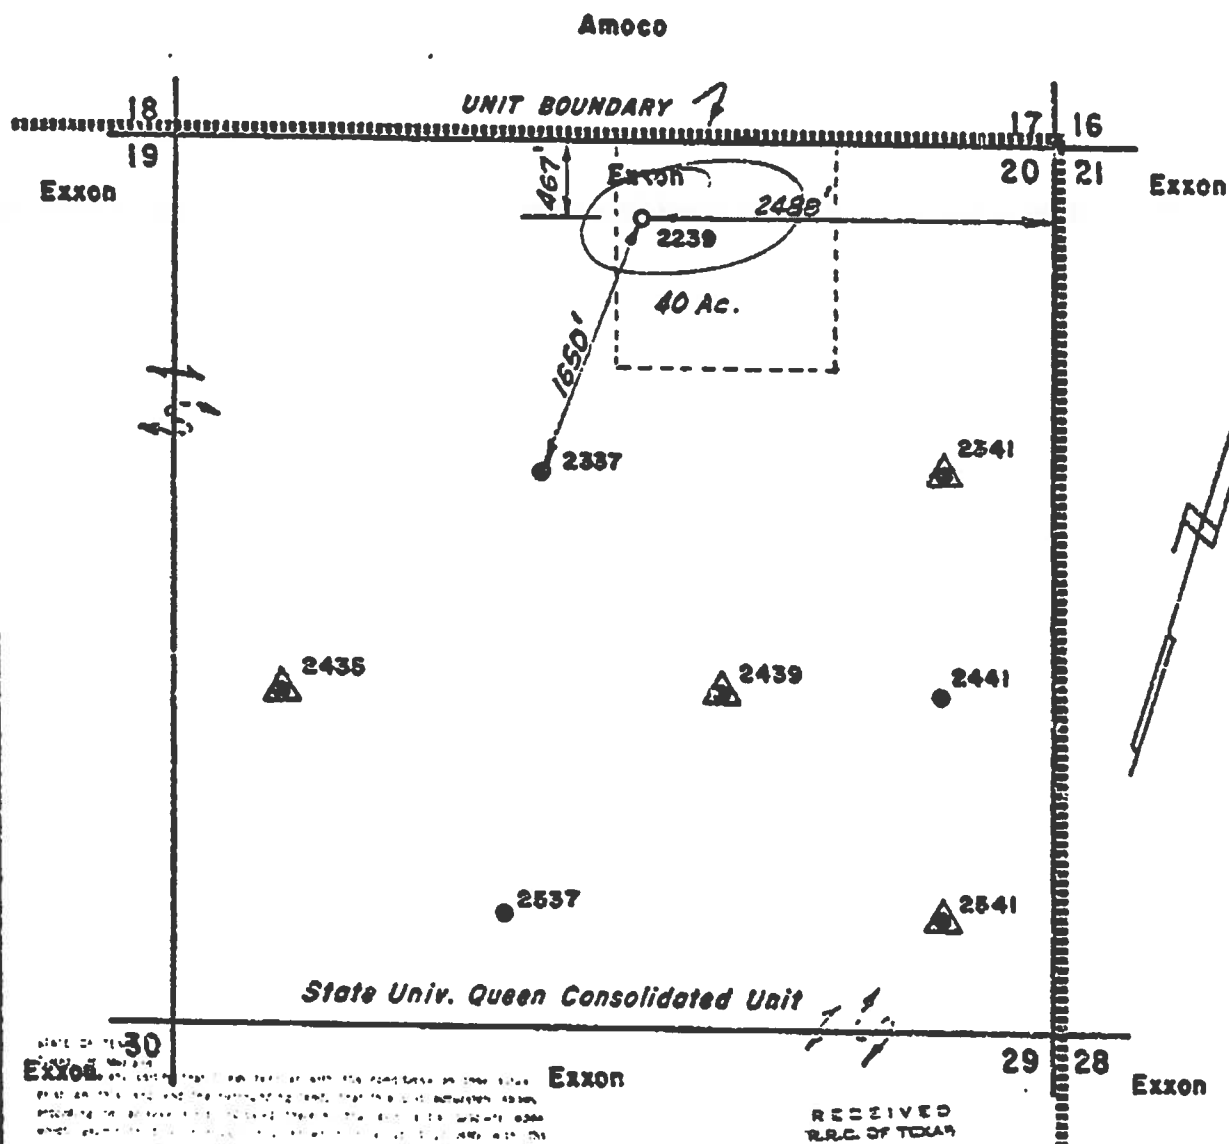 Amoco
UNIT BOUNDARY
18
17 16
19
20 21
Exxon
467'
Exxon
Exxon
2488'
2239
40 Ac.
1650'
2337
2341
2435
2439
2441
2537
2541
State Univ. Queen Consolidated Unit
30
29 28
STATE OF
Exxon
Exxon
Exxon
RECEIVED
R.R.C. OF TEXAS